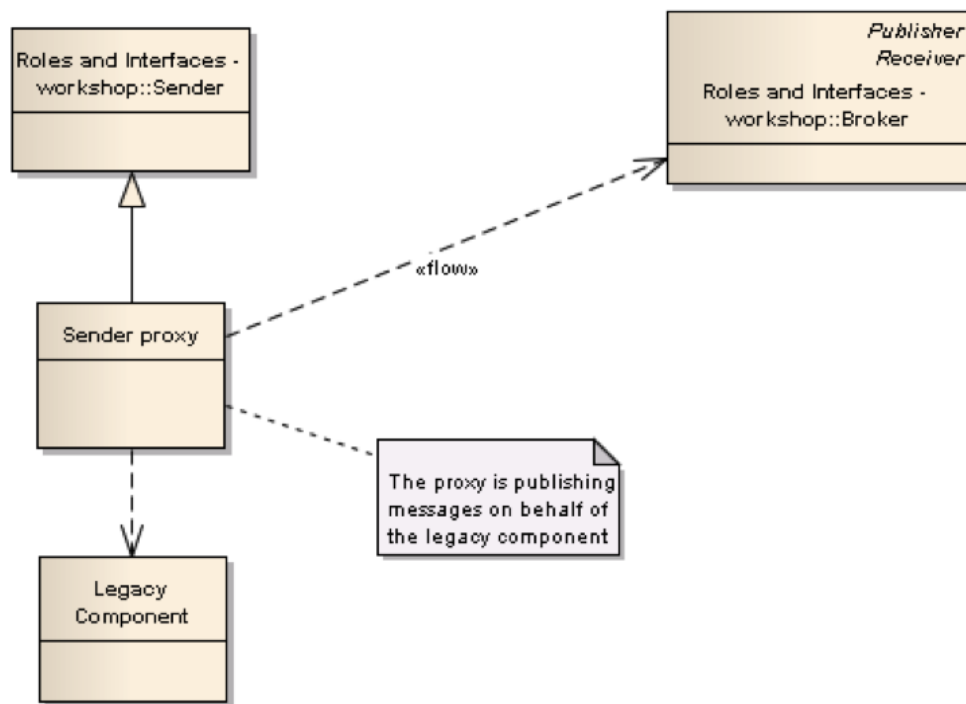 Roles and Interfaces -
workshop::Sender
Publisher
Receiver
Roles and Interfaces -
workshop::Broker
«flow»
Sender proxy
The proxy is publishing
messages on behalf of
the legacy component
Legacy
Component